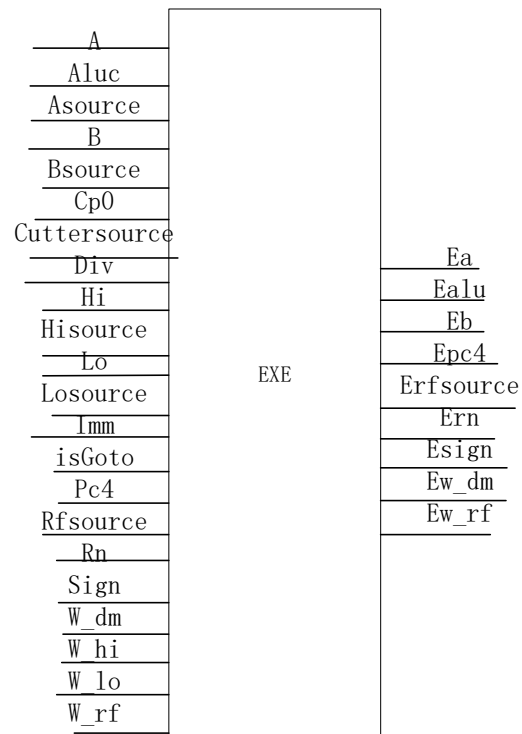 A
Aluc
Asource
B
Bsource
Cp0
Cuttersource
Div
Hi
Hisource
Lo
Losource
Imm
isGoto
Pc4
Rfsource
Rn
Sign
W_dm
W_hi
W_lo
W_rf
EXE
Ea
Ealu
Eb
Epc4
Erfsource
Ern
Esign
Ew_dm
Ew_rf